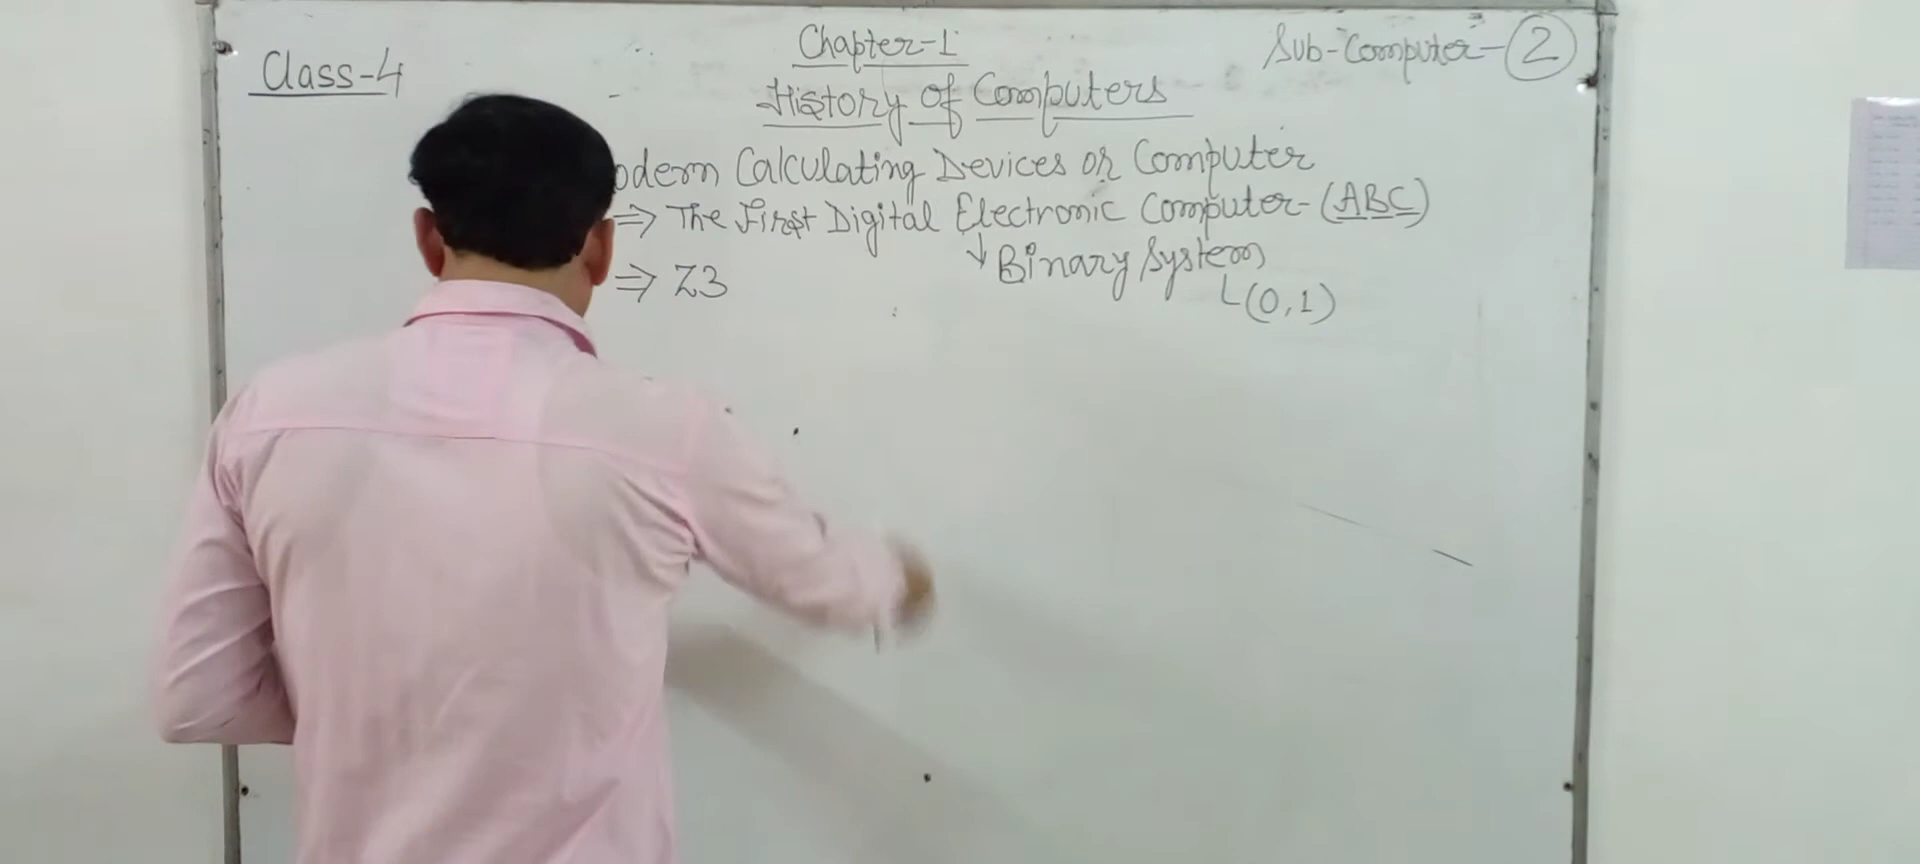 Class-4
Chapter-1
Sub-Computer-2
History of Computers
odern Calculating Devices or Computer
⇒ The First Digital Electronic Computer-(ABC)
↓ Binary System
⇒ Z3
(0,1)